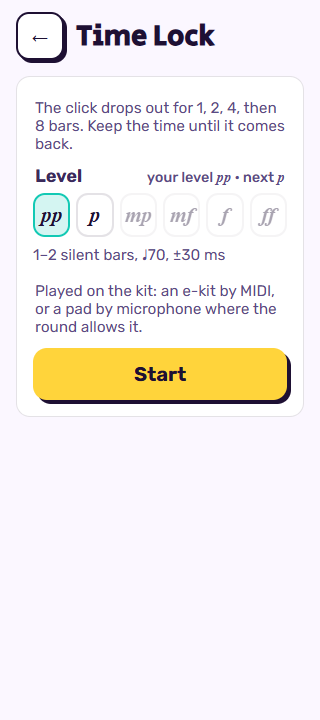 ← Time Lock
The click drops out for 1, 2, 4, then
8 bars. Keep the time until it comes
back.
Level your level pp · next p
pp p mp mf f ff
1–2 silent bars, ♩70, ±30 ms
Played on the kit: an e-kit by MIDI,
or a pad by microphone where the
round allows it.
Start